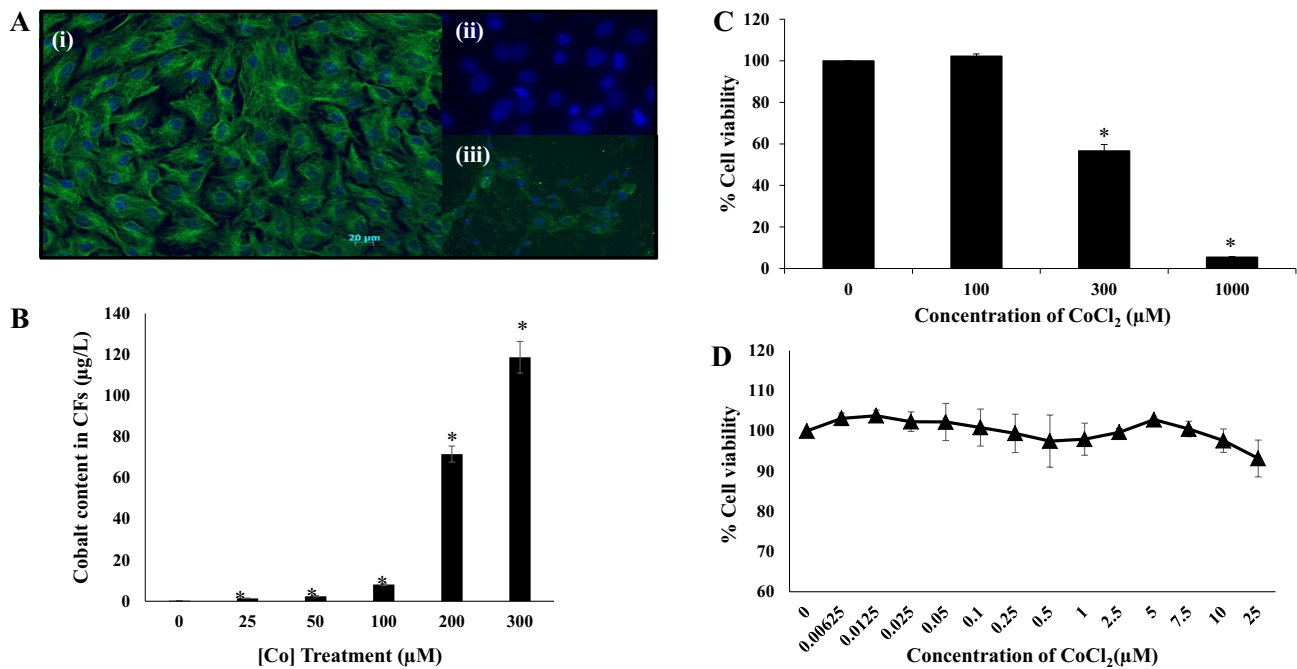 A
(i)
(ii)
(iii)
20 µm
B
Cobalt content in CFs (µg/L)
140
120
100
80
60
40
20
0
*
*
*
*
*
0 25 50 100 200 300
[Co] Treatment (µM)
C
% Cell viability
120
100
80
60
40
20
0
*
*
0 100 300 1000
Concentration of CoCl₂ (µM)
D
% Cell viability
120
110
100
90
80
70
60
0 0.00625 0.0125 0.025 0.05 0.1 0.25 0.5 1 2.5 5 7.5 10 25
Concentration of CoCl₂(µM)